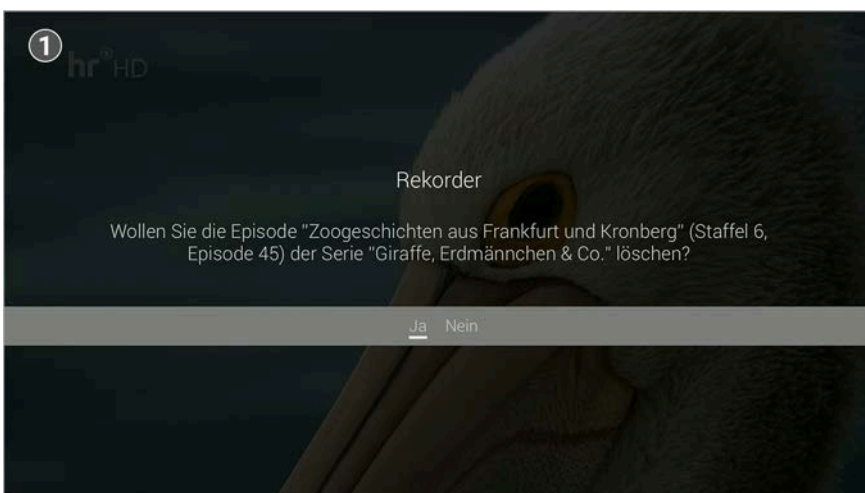 1
hr HD
Rekorder
Wollen Sie die Episode "Zoogeschichten aus Frankfurt und Kronberg" (Staffel 6,
Episode 45) der Serie "Giraffe, Erdmännchen & Co." löschen?
Ja Nein